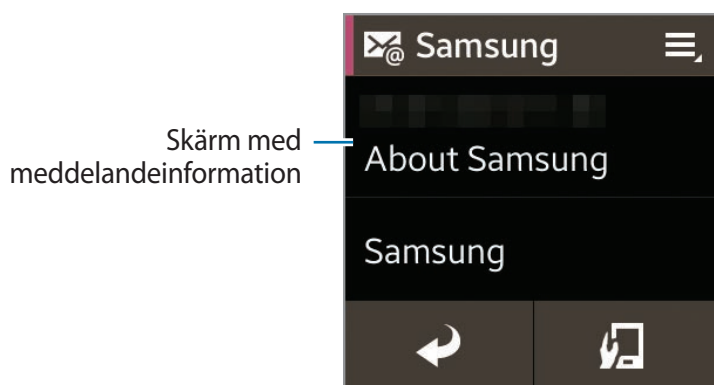 Samsung
Skärm med
meddelandeinformation
About Samsung
Samsung